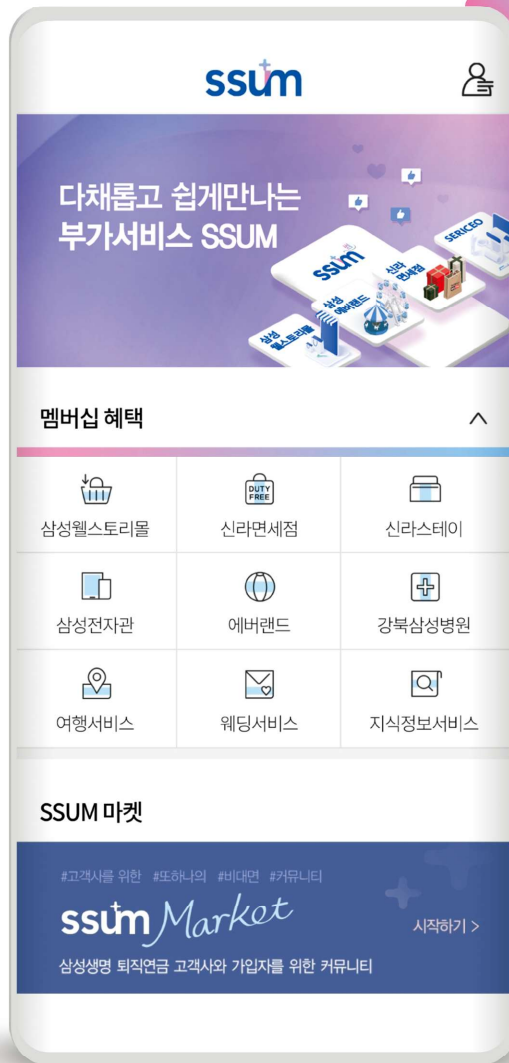 ssum
다채롭고 쉽게만나는
부가서비스 SSUM
SERICEO
ssum
신라
면세점
삼성
에버랜드
삼성
웰스토리몰
멤버십 혜택
DUTY
FREE
삼성웰스토리몰 신라면세점 신라스테이
삼성전자관 에버랜드 강북삼성병원
여행서비스 웨딩서비스 지식정보서비스
SSUM 마켓
#고객사를 위한 #또하나의 #비대면 #커뮤니티
ssum Market
시작하기 >
삼성생명 퇴직연금 고객사와 가입자를 위한 커뮤니티